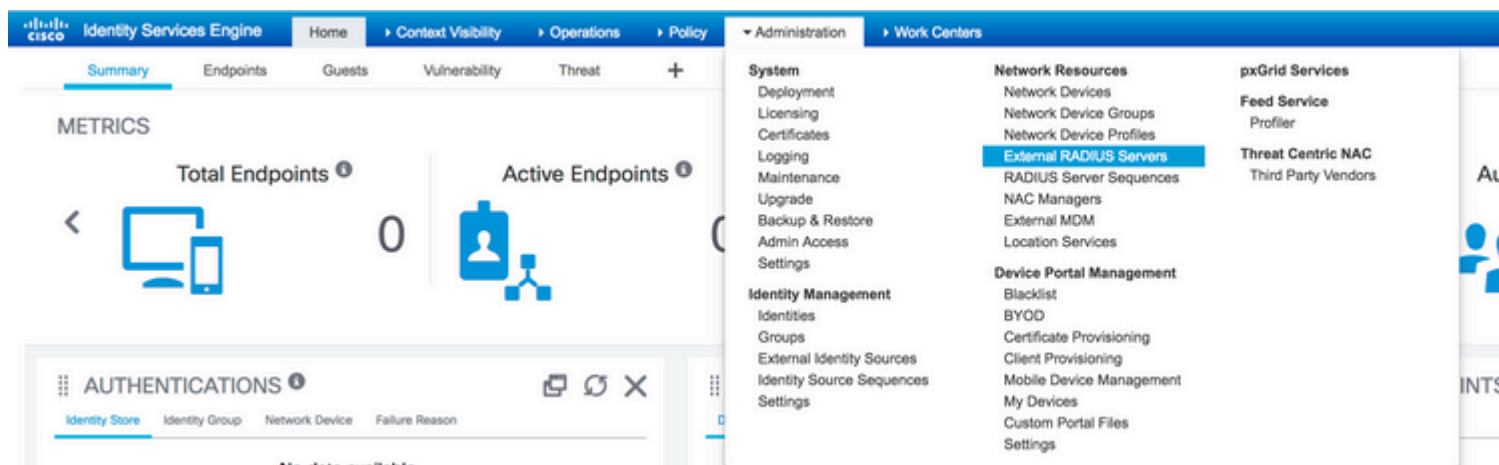 cisco Identity Services Engine Home Context Visibility Operations Policy Administration Work Centers
Summary Endpoints Guests Vulnerability Threat +
METRICS
Total Endpoints
0
Active Endpoints
AUTHENTICATIONS
Identity Store Identity Group Network Device Failure Reason
System
Deployment
Licensing
Certificates
Logging
Maintenance
Upgrade
Backup & Restore
Admin Access
Settings
Identity Management
Identities
Groups
External Identity Sources
Identity Source Sequences
Settings
Network Resources
Network Devices
Network Device Groups
Network Device Profiles
External RADIUS Servers
RADIUS Server Sequences
NAC Managers
External MDM
Location Services
Device Portal Management
Blacklist
BYOD
Certificate Provisioning
Client Provisioning
Mobile Device Management
My Devices
Custom Portal Files
Settings
pxGrid Services
Feed Service
Profiler
Threat Centric NAC
Third Party Vendors